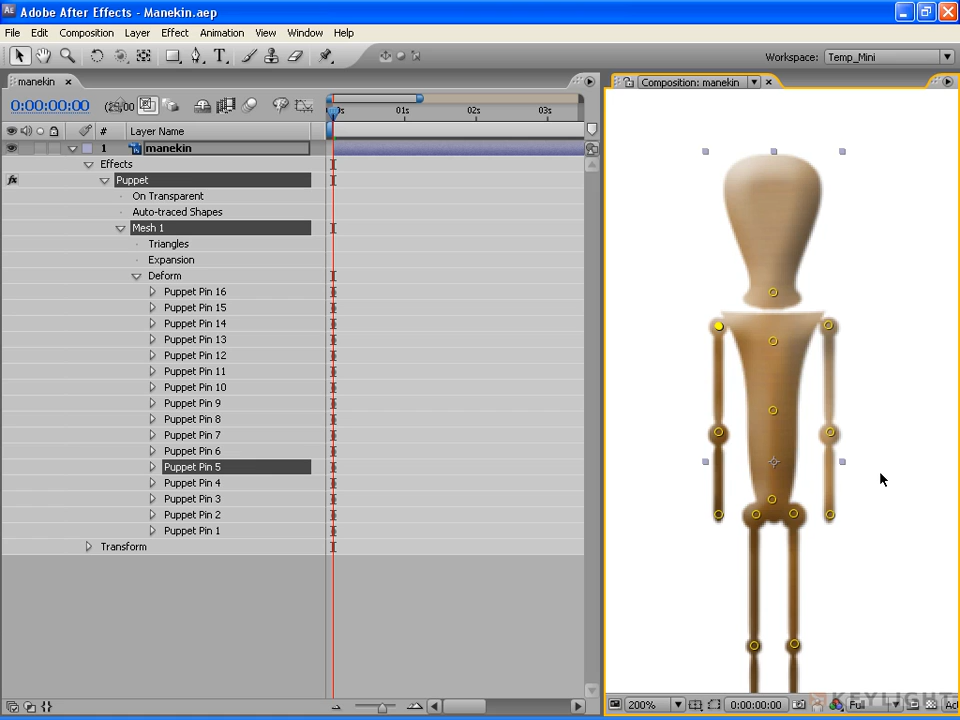 Adobe After Effects - Manekin.aep
File Edit Composition Layer Effect Animation View Window Help
Workspace: Temp_Mini
manekin
Composition: manekin
0:00:00:00 (25,00
01s 02s 03s
# Layer Name
1 manekin
Effects
Puppet
On Transparent
Auto-traced Shapes
Mesh 1
Triangles
Expansion
Deform
Puppet Pin 16
Puppet Pin 15
Puppet Pin 14
Puppet Pin 13
Puppet Pin 12
Puppet Pin 11
Puppet Pin 10
Puppet Pin 9
Puppet Pin 8
Puppet Pin 7
Puppet Pin 6
Puppet Pin 5
Puppet Pin 4
Puppet Pin 3
Puppet Pin 2
Puppet Pin 1
Transform
200% 0:00:00:00 Full
KEYLIGHT